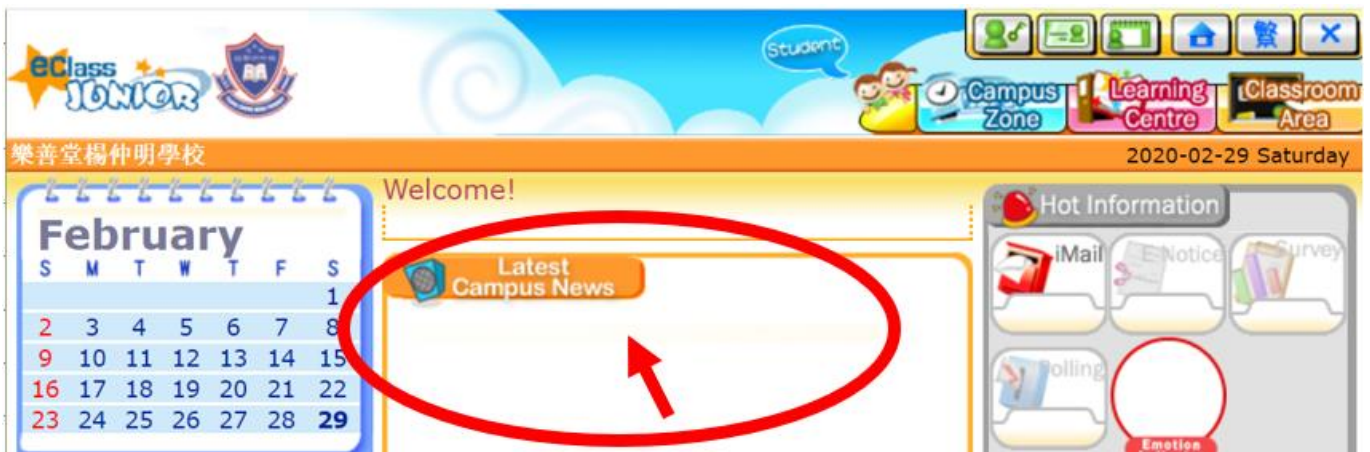 eClass
JUNIOR
Student
繁
Campus Zone
Learning Centre
Classroom Area
樂善堂楊仲明學校
2020-02-29 Saturday
February
S M T W T F S
1
2 3 4 5 6 7 8
9 10 11 12 13 14 15
16 17 18 19 20 21 22
23 24 25 26 27 28 29
Welcome!
Latest
Campus News
Hot Information
iMail
E-Notice
Polling
Emotion